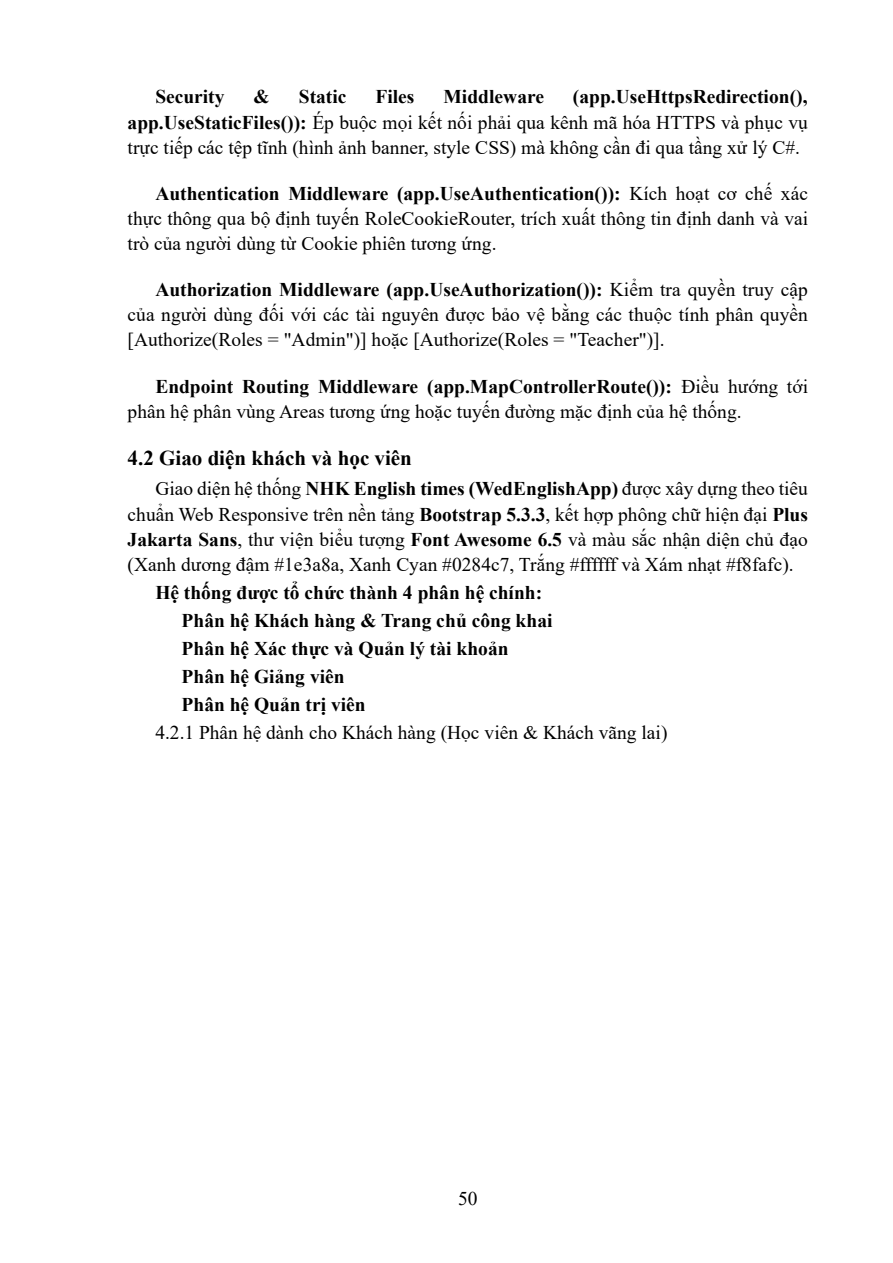 Security & Static Files Middleware (app.UseHttpsRedirection(),
app.UseStaticFiles()): Ép buộc mọi kết nối phải qua kênh mã hóa HTTPS và phục vụ
trực tiếp các tệp tĩnh (hình ảnh banner, style CSS) mà không cần đi qua tầng xử lý C#.
Authentication Middleware (app.UseAuthentication()): Kích hoạt cơ chế xác
thực thông qua bộ định tuyến RoleCookieRouter, trích xuất thông tin định danh và vai
trò của người dùng từ Cookie phiên tương ứng.
Authorization Middleware (app.UseAuthorization()): Kiểm tra quyền truy cập
của người dùng đối với các tài nguyên được bảo vệ bằng các thuộc tính phân quyền
[Authorize(Roles = "Admin")] hoặc [Authorize(Roles = "Teacher")].
Endpoint Routing Middleware (app.MapControllerRoute()): Điều hướng tới
phân hệ phân vùng Areas tương ứng hoặc tuyến đường mặc định của hệ thống.
4.2 Giao diện khách và học viên
Giao diện hệ thống NHK English times (WedEnglishApp) được xây dựng theo tiêu
chuẩn Web Responsive trên nền tảng Bootstrap 5.3.3, kết hợp phông chữ hiện đại Plus
Jakarta Sans, thư viện biểu tượng Font Awesome 6.5 và màu sắc nhận diện chủ đạo
(Xanh dương đậm #1e3a8a, Xanh Cyan #0284c7, Trắng #ffffff và Xám nhạt #f8fafc).
Hệ thống được tổ chức thành 4 phân hệ chính:
Phân hệ Khách hàng & Trang chủ công khai
Phân hệ Xác thực và Quản lý tài khoản
Phân hệ Giảng viên
Phân hệ Quản trị viên
4.2.1 Phân hệ dành cho Khách hàng (Học viên & Khách vãng lai)
50